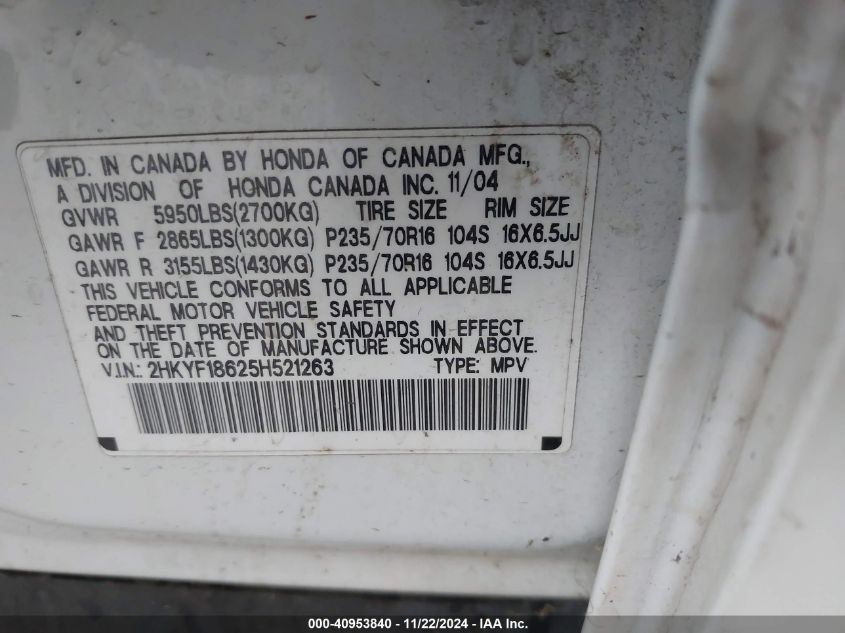 MFD. IN CANADA BY HONDA OF CANADA MFG.,
A DIVISION OF HONDA CANADA INC. 11/04
GVWR 5950LBS(2700KG) TIRE SIZE RIM SIZE
GAWR F 2865LBS(1300KG) P235/70R16 104S 16X6.5JJ
GAWR R 3155LBS(1430KG) P235/70R16 104S 16X6.5JJ
THIS VEHICLE CONFORMS TO ALL APPLICABLE
FEDERAL MOTOR VEHICLE SAFETY
AND THEFT PREVENTION STANDARDS IN EFFECT
ON THE DATE OF MANUFACTURE SHOWN ABOVE.
V.I.N.: 2HKYF18625H521263 TYPE: MPV
000-40953840 - 11/22/2024 - IAA Inc.